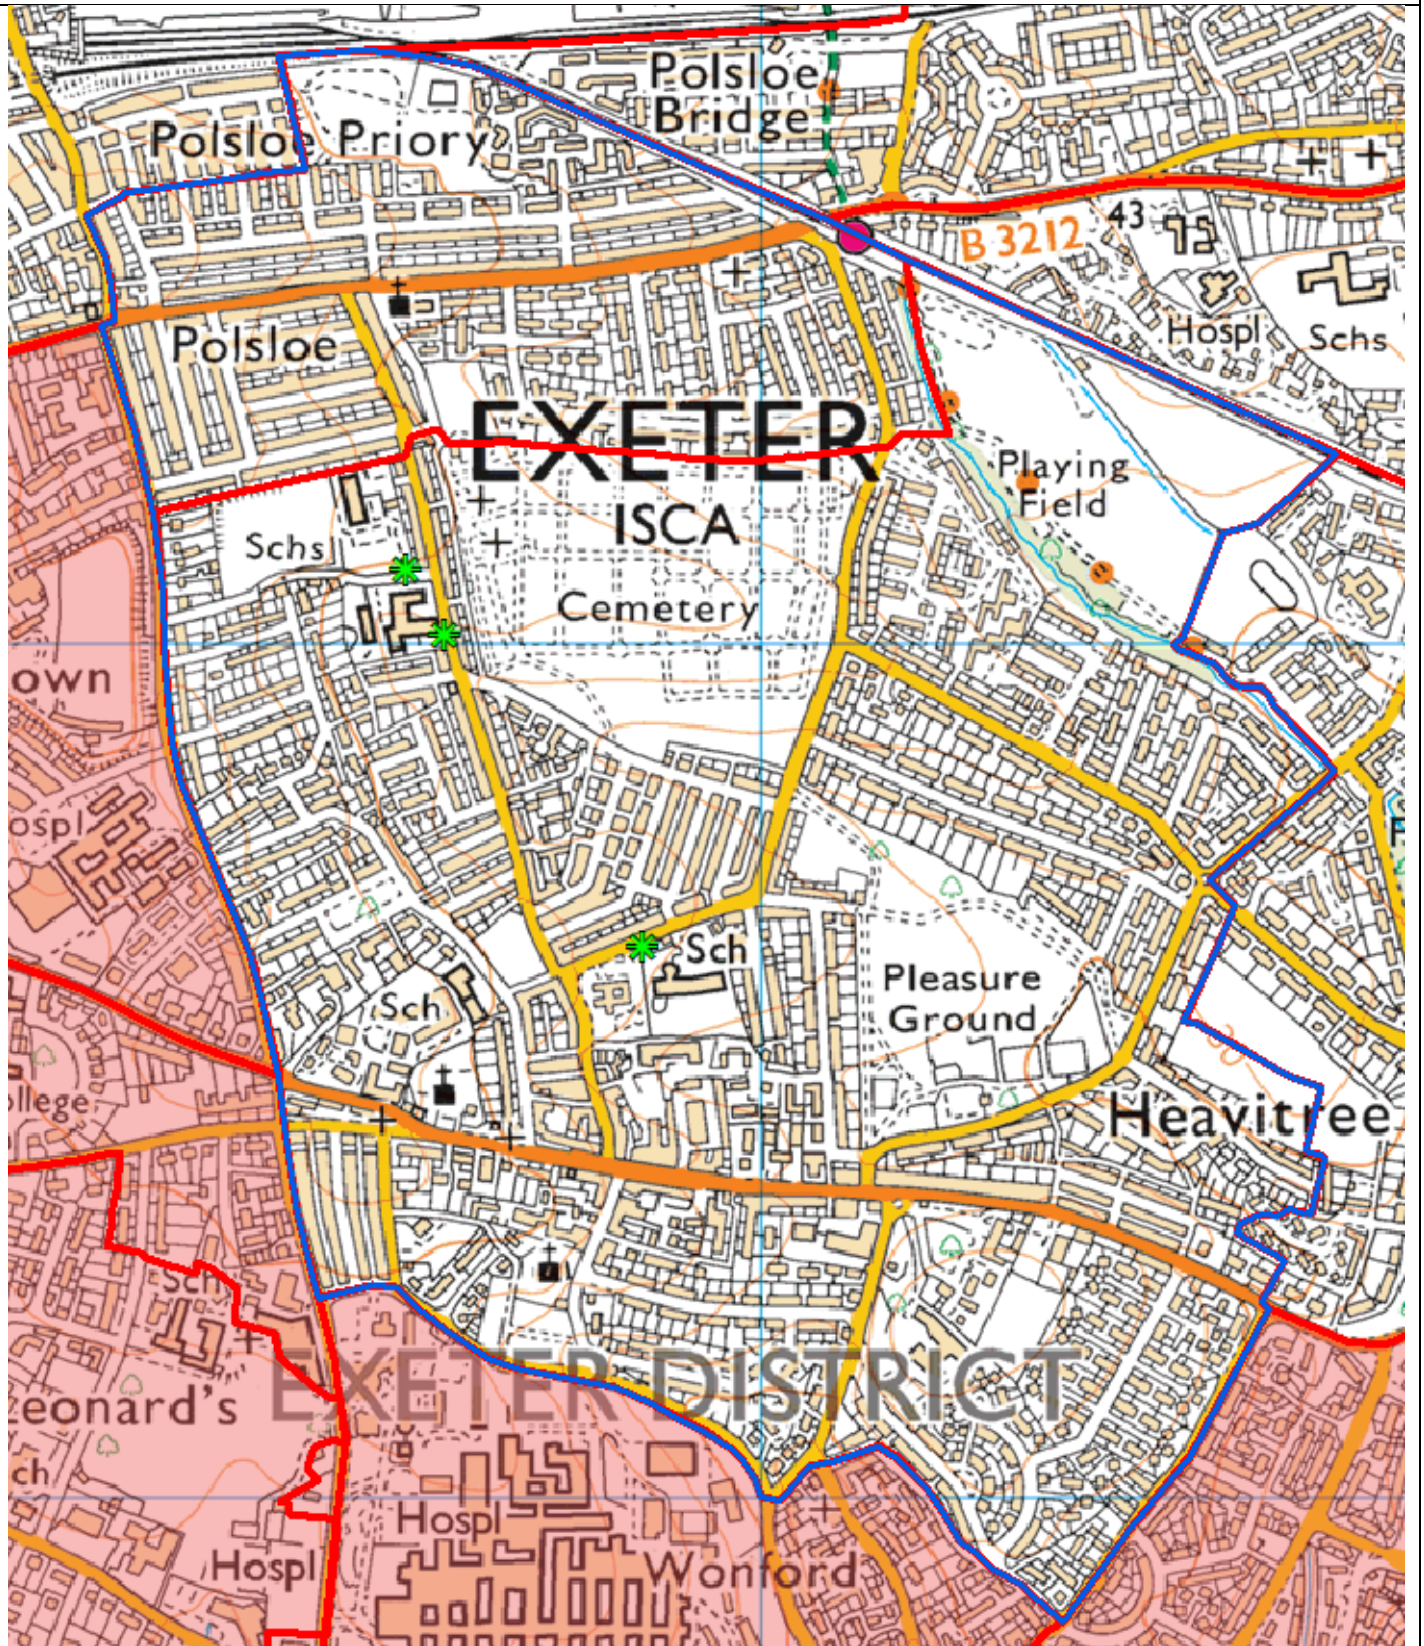 Polsloe
Bridge
Polsloe Priory
B 3212
43
Hospl
Schs
Polsloe
EXETER
ISCA
Playing
Field
Schs
Cemetery
own
ospl
Sch
Sch
Pleasure
Ground
ollege
Heavitree
Sch
EXETER DISTRICT
eonard's
ch
Hospl
Hospl
Wonford